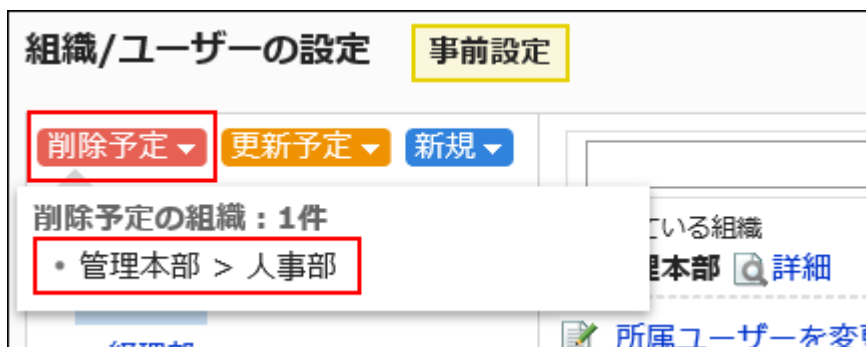 組織/ユーザーの設定 事前設定
削除予定 更新予定 新規
削除予定の組織：1件
• 管理本部 > 人事部
ている組織
本部 詳細
所属ユーザーを変